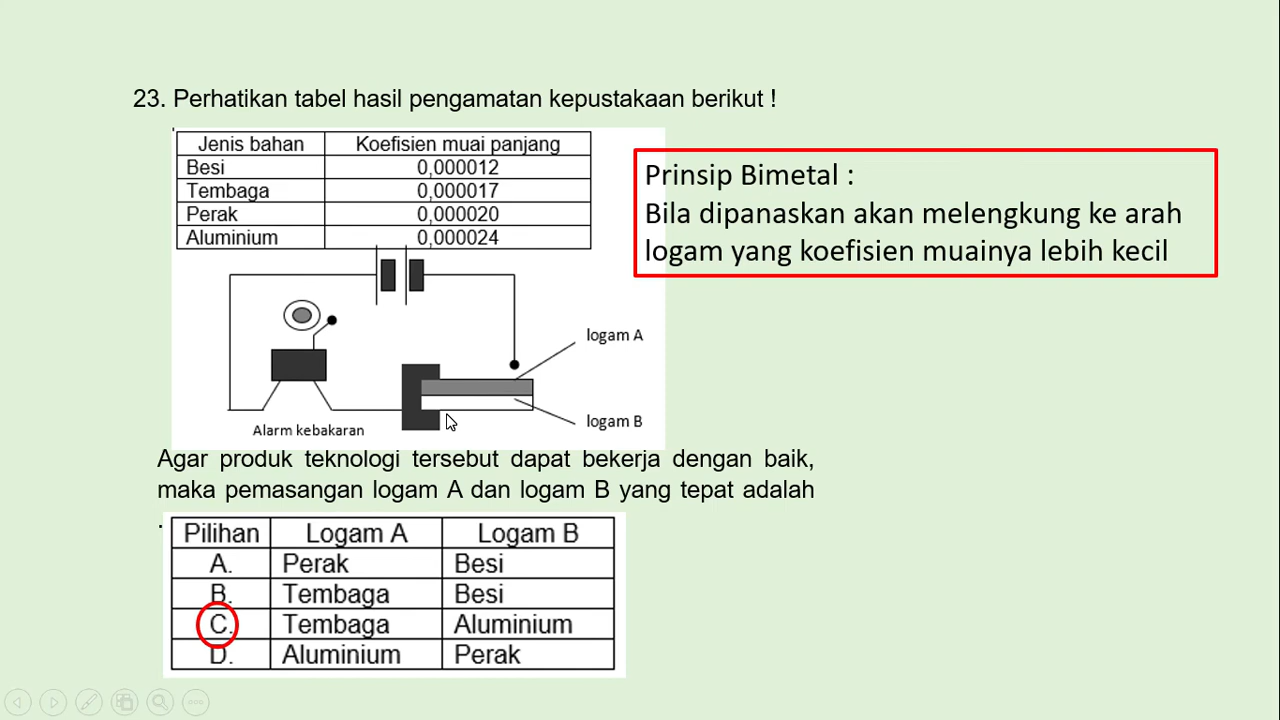 23. Perhatikan tabel hasil pengamatan kepustakaan berikut !
Jenis bahan Koefisien muai panjang
Besi 0,000012
Tembaga 0,000017
Perak 0,000020
Aluminium 0,000024
Prinsip Bimetal :
Bila dipanaskan akan melengkung ke arah
logam yang koefisien muainya lebih kecil
logam A
logam B
Alarm kebakaran
Agar produk teknologi tersebut dapat bekerja dengan baik,
maka pemasangan logam A dan logam B yang tepat adalah
.
Pilihan Logam A Logam B
A. Perak Besi
B. Tembaga Besi
C. Tembaga Aluminium
D. Aluminium Perak